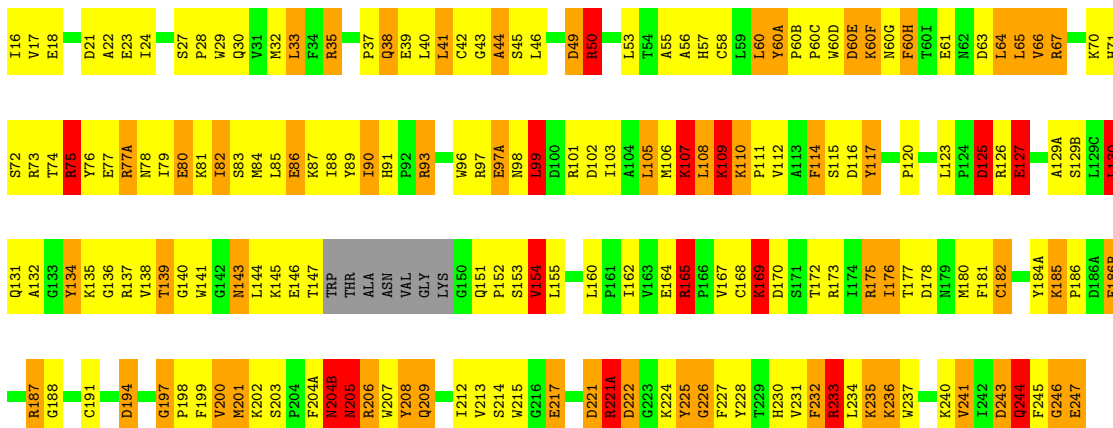 I16 V17 E18 D21 A22 E23 I24 S27 P28 W29 Q30 V31 M32 L33 F34 R35 P37 Q38 E39 L40 L41 C42 G43 A44 S45 L46 D49 R50 L53 T54 A55 A56 H57 C58 L59 L60 Y60A P60B P60C W60D D60E K60F N60G F60H T60I E61 N62 D63 L64 L65 V66 R67 K70 H71
S72 R73 T74 R75 Y76 E77 R77A N78 I79 E80 K81 I82 S83 M84 L85 E86 K87 I88 Y89 I90 H91 P92 R93 W96 R97 E97A N98 L99 D100 R101 D102 I103 A104 L105 M106 K107 L108 K109 K110 P111 V112 A113 F114 S115 D116 Y117 P120 L123 P124 D125 R126 E127 A129A S129B L129C L130
Q131 A132 G133 Y134 K135 G136 R137 V138 T139 G140 W141 G142 N143 L144 K145 E146 T147 TRP THR ALA ASN VAL GLY LYS G150 Q151 P152 S153 V154 L155 L160 P161 I162 V163 E164 R165 P166 V167 C168 K169 D170 S171 T172 R173 I174 R175 I176 T177 D178 N179 M180 F181 C182 Y184A K185 P186 D186A E186B
R187 G188 C191 D194 G197 P198 F199 V200 M201 K202 S203 P204 F204A N204B N205 R206 W207 Y208 Q209 I212 V213 S214 W215 G216 E217 D221 R221A D222 G223 K224 Y225 G226 F227 Y228 T229 H230 V231 F232 R233 L234 K235 K236 W237 K240 V241 I242 D243 Q244 F245 G246 E247